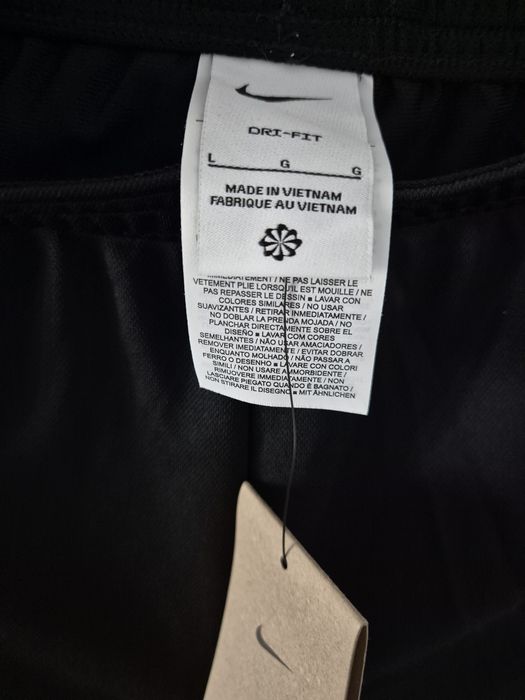 DRI-FIT
L G G
MADE IN VIETNAM
FABRIQUE AU VIETNAM
IMMEDIATEMENT / NE PAS LAISSER LE
VETEMENT PLIE LORSQU'IL EST MOUILLE / NE
PAS REPASSER LE DESSIN ■ LAVAR CON
COLORES SIMILARES / NO USAR
SUAVIZANTES / RETIRAR INMEDIATAMENTE /
NO DOBLAR LA PRENDA MOJADA / NO
PLANCHAR DIRECTAMENTE SOBRE EL
DISEÑO ■ LAVAR COM CORES
SEMELHANTES / NÃO USAR AMACIADORES /
REMOVER IMEDIATAMENTE / EVITAR DOBRAR
ENQUANTO MOLHADO / NÃO PASSAR A
FERRO O DESENHO ■ LAVARE CON COLORI
SIMILI / NON USARE AMMORBIDENTE /
RIMUOVERE IMMEDIATAMENTE / NON
LASCIARE PIEGATO QUANDO È BAGNATO /
NON STIRARE IL DISEGNO ■ MIT ÄHNLICHEN